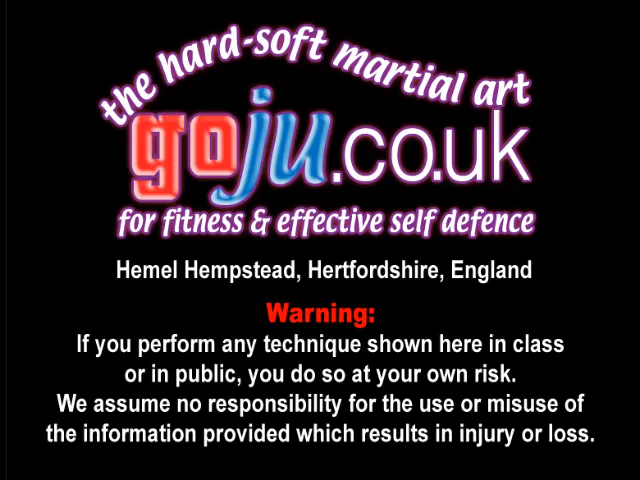 the hard-soft martial art
goju.co.uk
for fitness & effective self defence
Hemel Hempstead, Hertfordshire, England
Warning:
If you perform any technique shown here in class
or in public, you do so at your own risk.
We assume no responsibility for the use or misuse of
the information provided which results in injury or loss.